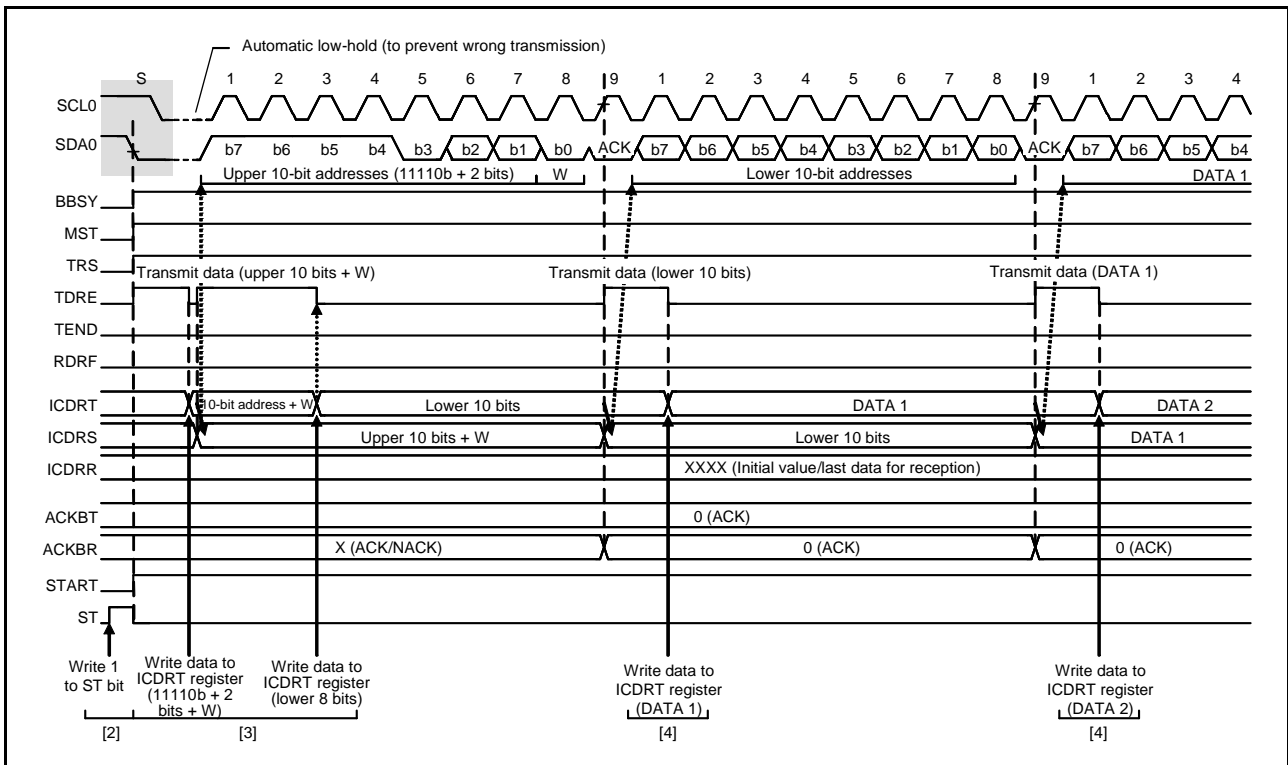 Automatic low-hold (to prevent wrong transmission)
S 1 2 3 4 5 6 7 8 9 1 2 3 4 5 6 7 8 9 1 2 3 4
SCL0
SDA0 b7 b6 b5 b4 b3 b2 b1 b0 ACK b7 b6 b5 b4 b3 b2 b1 b0 ACK b7 b6 b5 b4
Upper 10-bit addresses (11110b + 2 bits) W Lower 10-bit addresses DATA 1
BBSY
MST
TRS
Transmit data (upper 10 bits + W) Transmit data (lower 10 bits) Transmit data (DATA 1)
TDRE
TEND
RDRF
ICDRT 10-bit address + W Lower 10 bits DATA 1 DATA 2
ICDRS Upper 10 bits + W Lower 10 bits DATA 1
ICDRR XXXX (Initial value/last data for reception)
ACKBT 0 (ACK)
ACKBR X (ACK/NACK) 0 (ACK) 0 (ACK)
START
ST
Write 1
to ST bit
Write data to
ICDRT register
(11110b + 2
bits + W)
Write data to
ICDRT register
(lower 8 bits)
Write data to
ICDRT register
(DATA 1)
Write data to
ICDRT register
(DATA 2)
[2] [3] [4] [4]